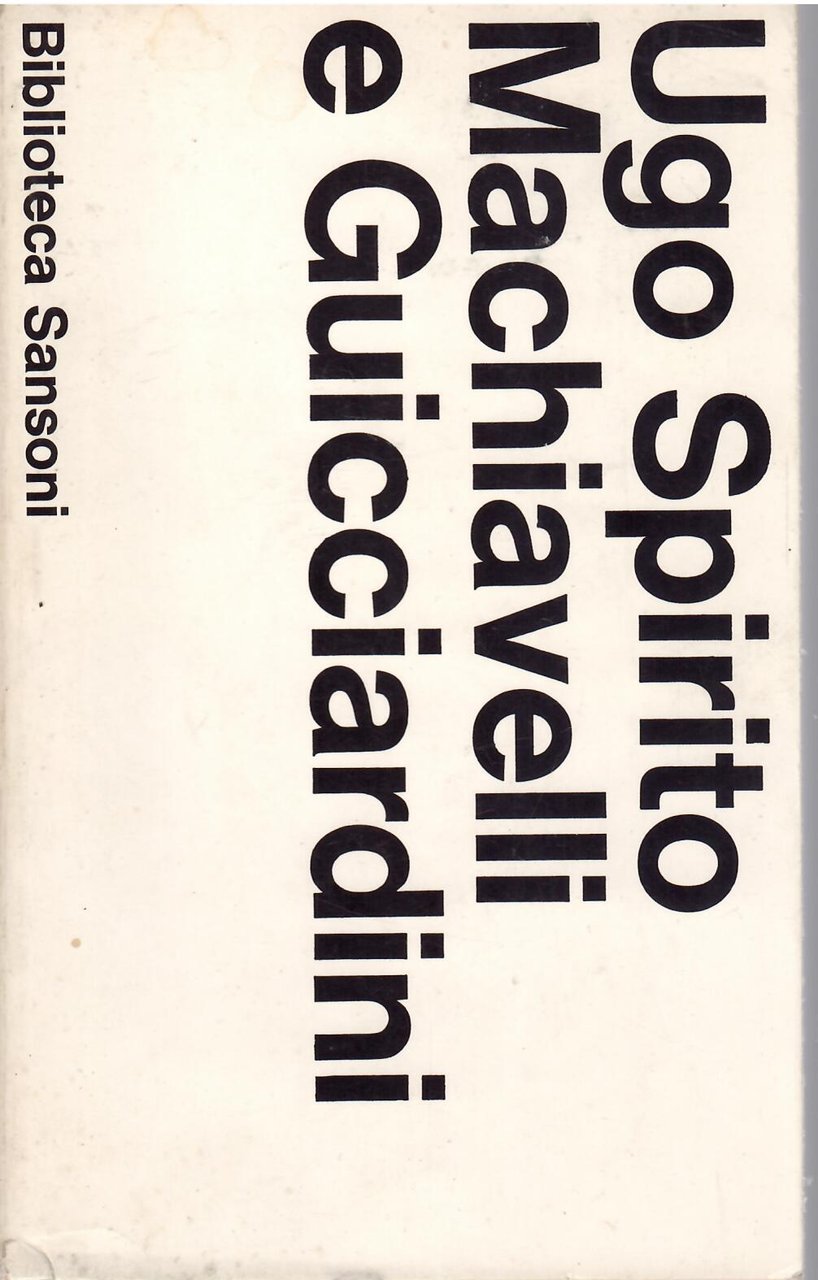 Ugo Spirito
Machiavelli
e Guicciardini
Biblioteca Sansoni